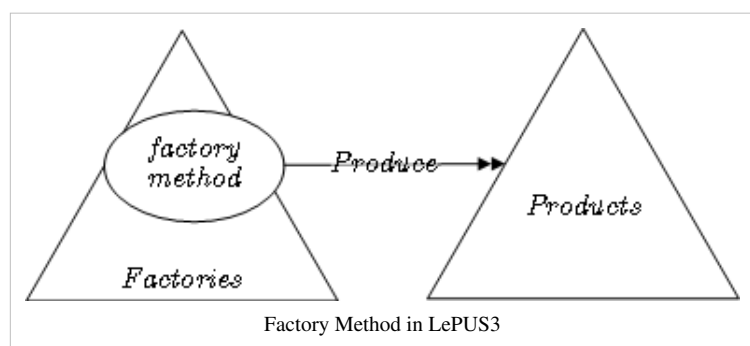 factory
method
Produce
Products
Factories
Factory Method in LePUS3